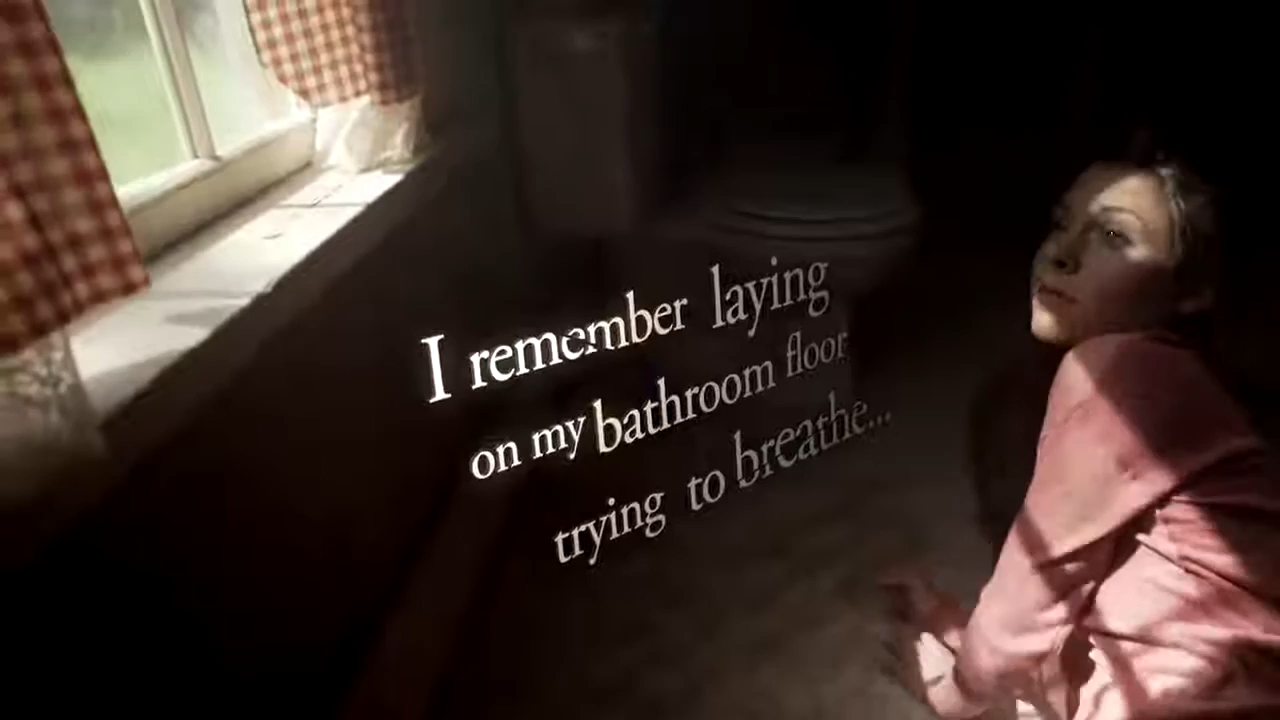 I remember laying
on my bathroom floor
trying to breathe...